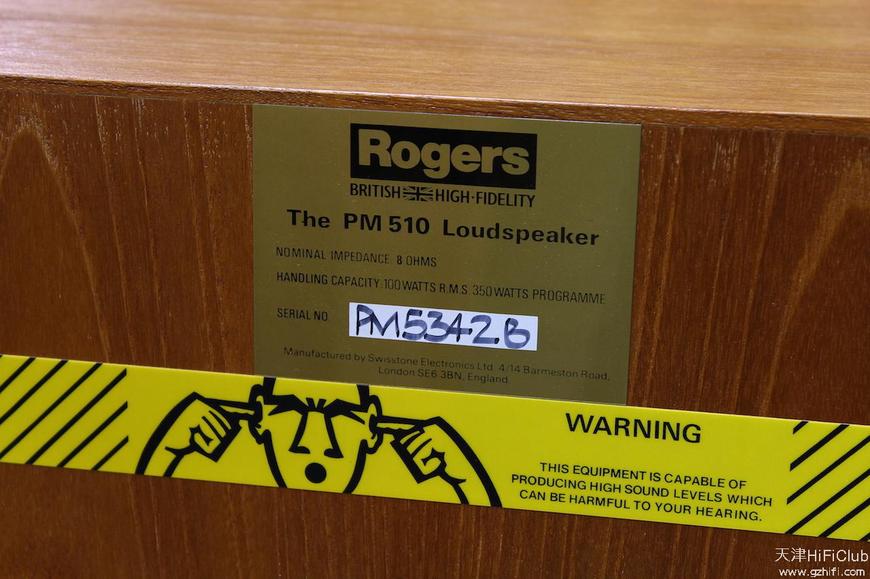 Rogers
BRITISH HIGH·FIDELITY
The PM 510 Loudspeaker
NOMINAL IMPEDANCE 8 OHMS
HANDLING CAPACITY: 100 WATTS R.M.S. 350 WATTS PROGRAMME
SERIAL NO. PM5342B
Manufactured by Swisstone Electronics Ltd. 4/14 Barmeston Road,
London SE6 3BN, England.
WARNING
THIS EQUIPMENT IS CAPABLE OF
PRODUCING HIGH SOUND LEVELS WHICH
CAN BE HARMFUL TO YOUR HEARING.
天津HiFiClub
www.gzhifi.com